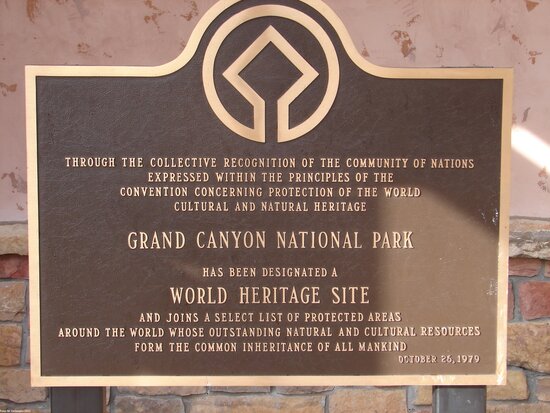 THROUGH THE COLLECTIVE RECOGNITION OF THE COMMUNITY OF NATIONS
EXPRESSED WITHIN THE PRINCIPLES OF THE
CONVENTION CONCERNING PROTECTION OF THE WORLD
CULTURAL AND NATURAL HERITAGE
GRAND CANYON NATIONAL PARK
HAS BEEN DESIGNATED A
WORLD HERITAGE SITE
AND JOINS A SELECT LIST OF PROTECTED AREAS
AROUND THE WORLD WHOSE OUTSTANDING NATURAL AND CULTURAL RESOURCES
FORM THE COMMON INHERITANCE OF ALL MANKIND
OCTOBER 26, 1979